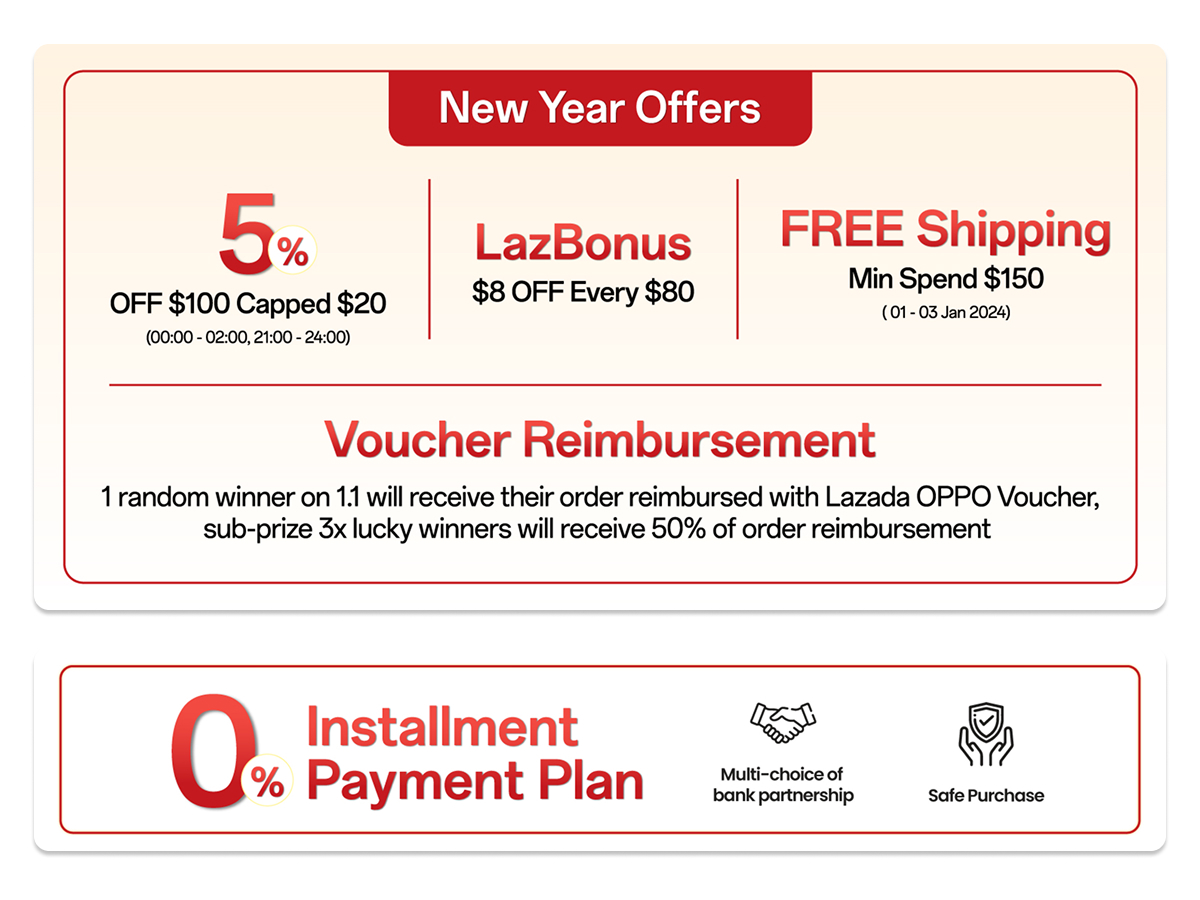 New Year Offers
5%
OFF $100 Capped $20
(00:00 - 02:00, 21:00 - 24:00)
LazBonus
$8 OFF Every $80
FREE Shipping
Min Spend $150
( 01 - 03 Jan 2024)
Voucher Reimbursement
1 random winner on 1.1 will receive their order reimbursed with Lazada OPPO Voucher,
sub-prize 3x lucky winners will receive 50% of order reimbursement
0%
Installment
Payment Plan
Multi-choice of
bank partnership
Safe Purchase